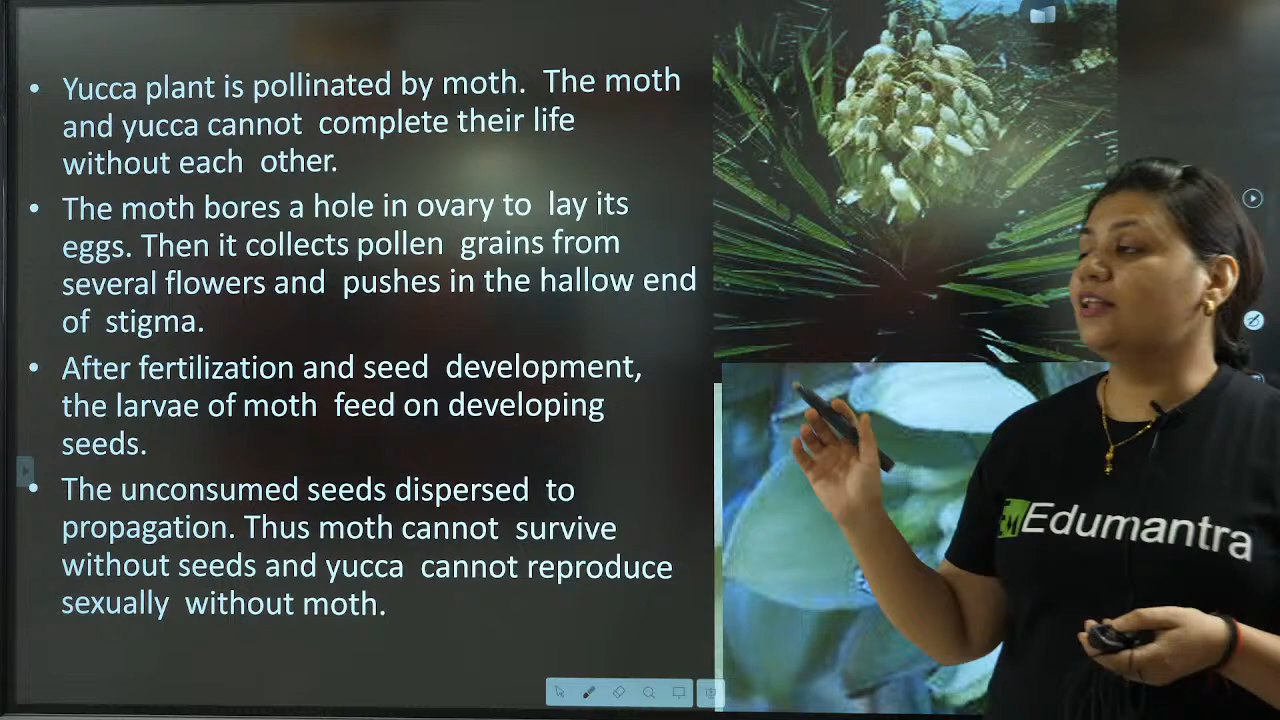 • Yucca plant is pollinated by moth. The moth
and yucca cannot complete their life
without each other.
• The moth bores a hole in ovary to lay its
eggs. Then it collects pollen grains from
several flowers and pushes in the hallow end
of stigma.
• After fertilization and seed development,
the larvae of moth feed on developing
seeds.
• The unconsumed seeds dispersed to
propagation. Thus moth cannot survive
without seeds and yucca cannot reproduce
sexually without moth.
EM Edumantra